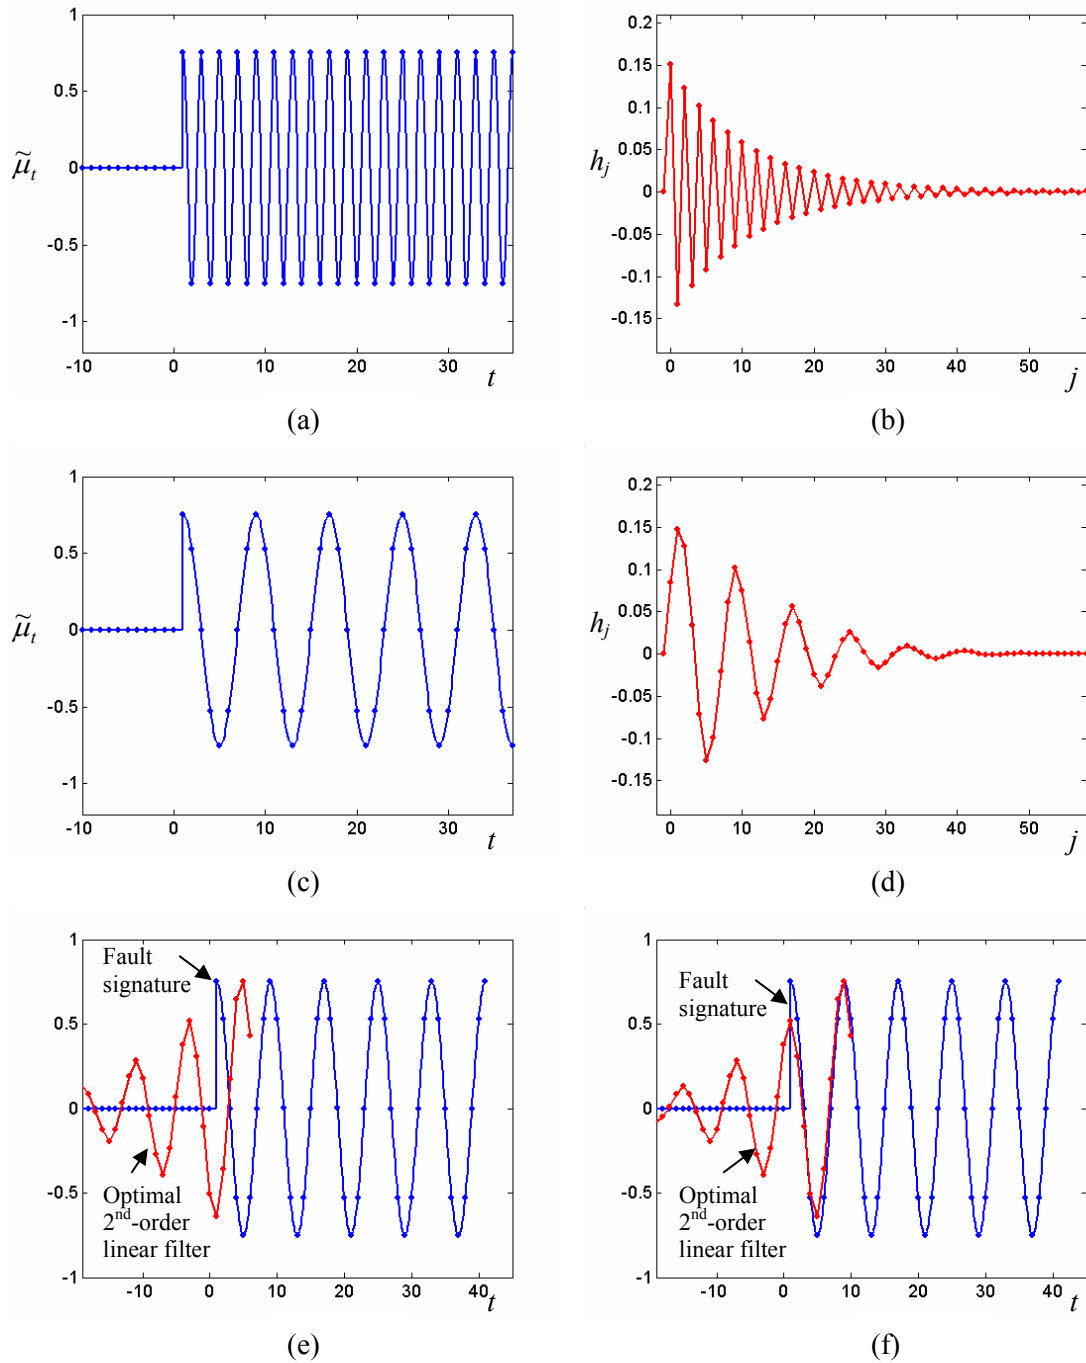 1
0.5
0
-0.5
-1
μ̃t
-10 0 10 20 30
t
(a)
0.2
0.15
0.1
0.05
0
-0.05
-0.1
-0.15
hj
0 10 20 30 40 50
j
(b)
1
0.5
0
-0.5
-1
μ̃t
-10 0 10 20 30
t
(c)
0.2
0.15
0.1
0.05
0
-0.05
-0.1
-0.15
hj
0 10 20 30 40 50
j
(d)
1
0.5
0
-0.5
-1
Fault
signature
Optimal
2nd-order
linear filter
-10 0 10 20 30 40
t
(e)
1
0.5
0
-0.5
-1
Fault
signature
Optimal
2nd-order
linear filter
-10 0 10 20 30 40
t
(f)